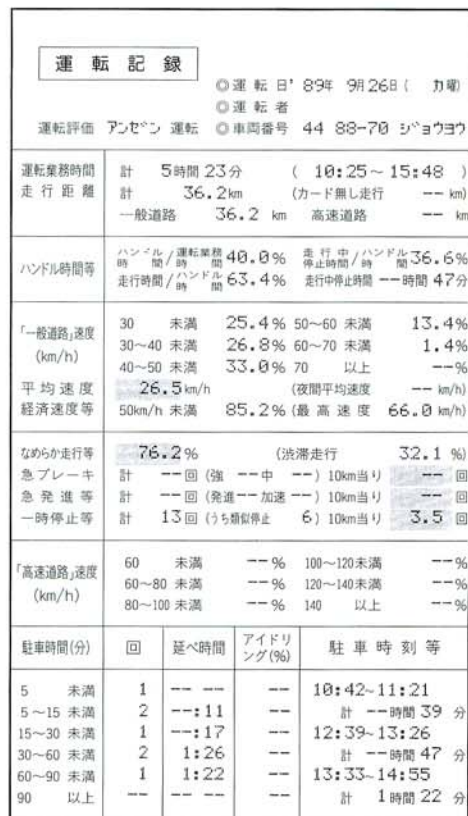 運転記録
◎運転日'89年 9月26日( カ曜)
◎運転者
運転評価 アンゼン 運転 ◎車両番号 44 88-70 ジョウヨウ
運転業務時間 計 5時間23分 ( 10:25～15:48 )
走行距離 計 36.2km (カード無し走行 -- km)
一般道路 36.2 km 高速道路 -- km
ハンドル時間等 ハンドル時間/運転業務時間 40.0% 走行中停止時間/ハンドル時間 36.6%
走行時間/ハンドル時間 63.4% 走行中停止時間 --時間 47分
「一般道路」速度 (km/h) 30 未満 25.4% 50～60 未満 13.4%
30～40 未満 26.8% 60～70 未満 1.4%
40～50 未満 33.0% 70 以上 --%
平均速度 26.5km/h (夜間平均速度 -- km/h)
経済速度等 50km/h 未満 85.2% (最高速度 66.0 km/h)
なめらか走行等 76.2% (渋滞走行 32.1 %)
急ブレーキ 計 --回 (強 --中 --) 10km当り -- 回
急発進等 計 --回 (発進--加速 --) 10km当り -- 回
一時停止等 計 13回 (うち類似停止 6) 10km当り 3.5 回
「高速道路」速度 (km/h) 60 未満 --% 100～120未満 --%
60～80 未満 --% 120～140未満 --%
80～100 未満 --% 140 以上 --%
駐車時間(分) 回 延べ時間 アイドリング(%) 駐車時刻等
5 未満 1 -- -- -- 10:42～11:21
5～15 未満 2 --:11 -- 計 --時間 39 分
15～30 未満 1 --:17 -- 12:39～13:26
30～60 未満 2 1:26 -- 計 --時間 47 分
60～90 未満 1 1:22 -- 13:33～14:55
90 以上 -- -- -- -- 計 1時間 22 分